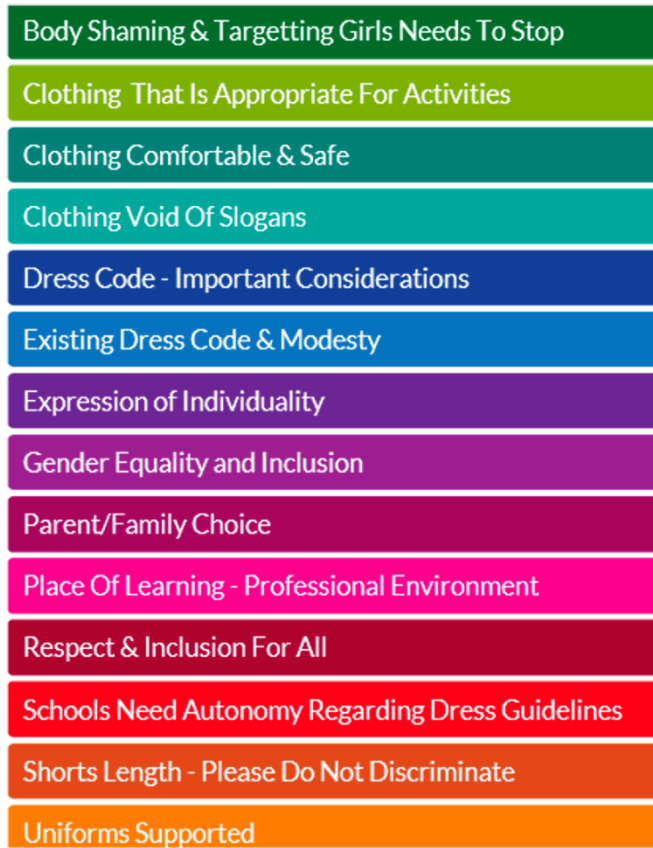 Body Shaming & Targetting Girls Needs To Stop
Clothing That Is Appropriate For Activities
Clothing Comfortable & Safe
Clothing Void Of Slogans
Dress Code - Important Considerations
Existing Dress Code & Modesty
Expression of Individuality
Gender Equality and Inclusion
Parent/Family Choice
Place Of Learning - Professional Environment
Respect & Inclusion For All
Schools Need Autonomy Regarding Dress Guidelines
Shorts Length - Please Do Not Discriminate
Uniforms Supported